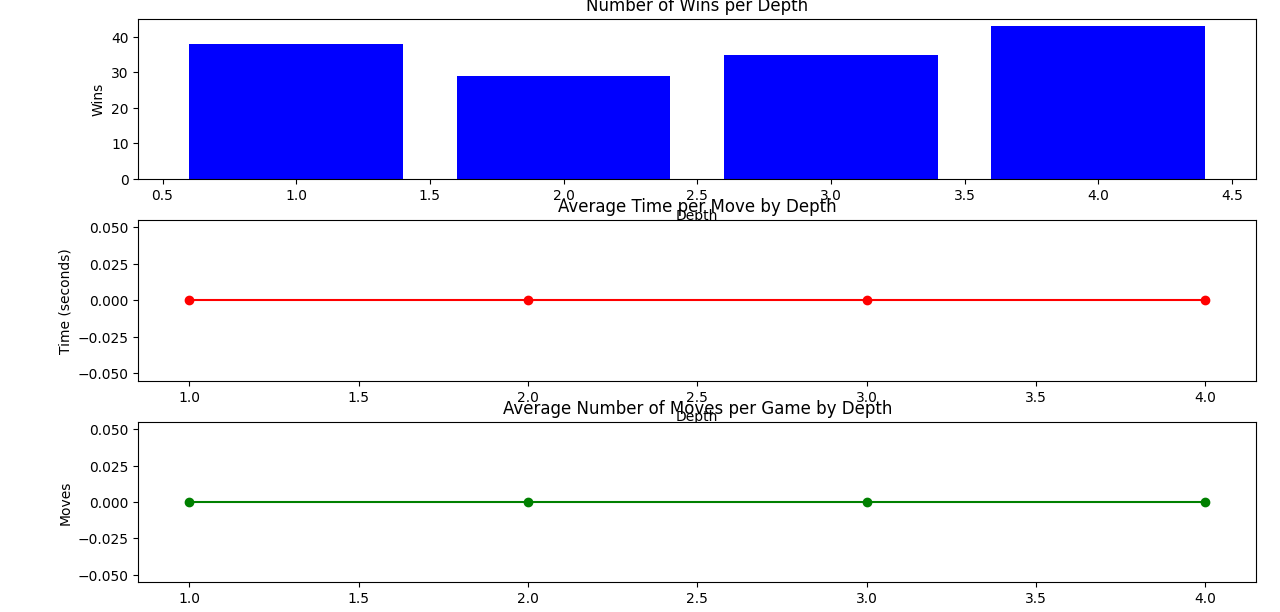 Number of Wins per Depth
Wins
40
30
20
10
0
0.5 1.0 1.5 2.0 2.5 3.0 3.5 4.0 4.5
Depth
Average Time per Move by Depth
Time (seconds)
0.050
0.025
0.000
−0.025
−0.050
1.0 1.5 2.0 2.5 3.0 3.5 4.0
Depth
Average Number of Moves per Game by Depth
Moves
0.050
0.025
0.000
−0.025
−0.050
1.0 1.5 2.0 2.5 3.0 3.5 4.0